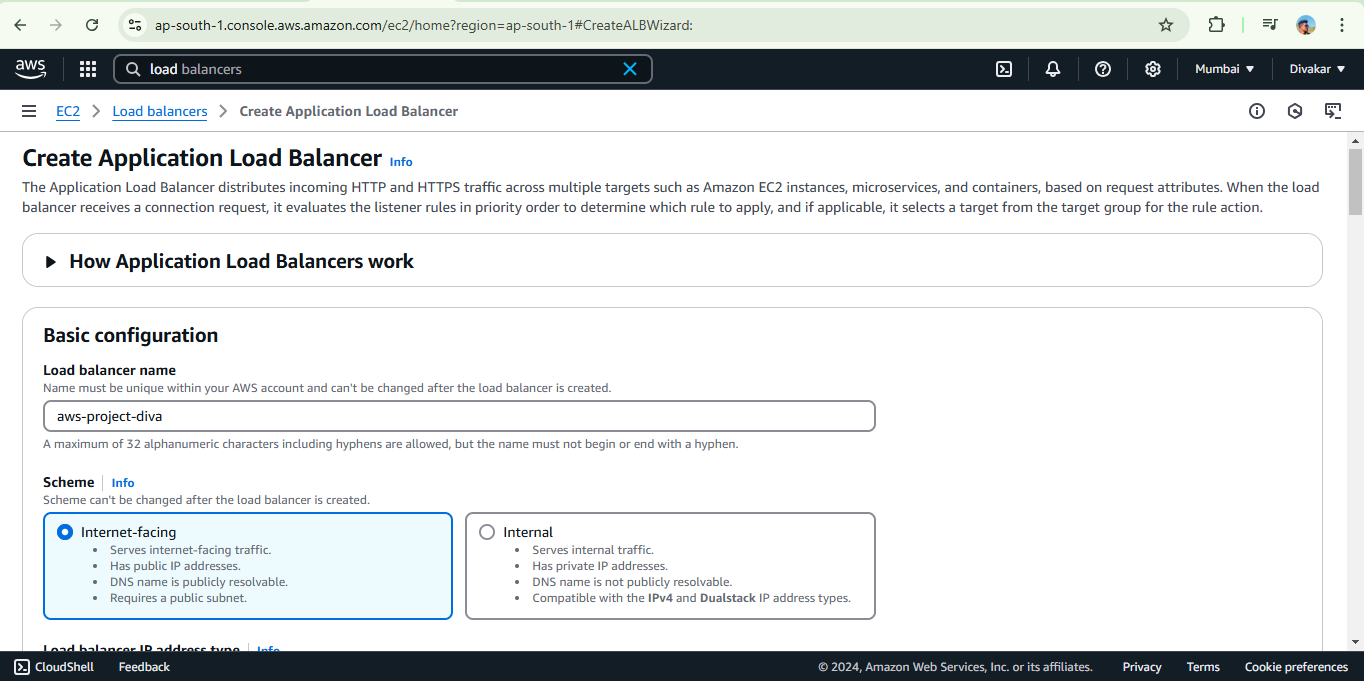 ap-south-1.console.aws.amazon.com/ec2/home?region=ap-south-1#CreateALBWizard:
aws load balancers Mumbai ▼ Divakar ▼
EC2 > Load balancers > Create Application Load Balancer
Create Application Load Balancer Info
The Application Load Balancer distributes incoming HTTP and HTTPS traffic across multiple targets such as Amazon EC2 instances, microservices, and containers, based on request attributes. When the load
balancer receives a connection request, it evaluates the listener rules in priority order to determine which rule to apply, and if applicable, it selects a target from the target group for the rule action.
▶ How Application Load Balancers work
Basic configuration
Load balancer name
Name must be unique within your AWS account and can't be changed after the load balancer is created.
aws-project-diva
A maximum of 32 alphanumeric characters including hyphens are allowed, but the name must not begin or end with a hyphen.
Scheme Info
Scheme can't be changed after the load balancer is created.
Internet-facing
• Serves internet-facing traffic.
• Has public IP addresses.
• DNS name is publicly resolvable.
• Requires a public subnet.
Internal
• Serves internal traffic.
• Has private IP addresses.
• DNS name is not publicly resolvable.
• Compatible with the IPv4 and Dualstack IP address types.
Load balancer IP address type Info
CloudShell Feedback © 2024, Amazon Web Services, Inc. or its affiliates. Privacy Terms Cookie preferences